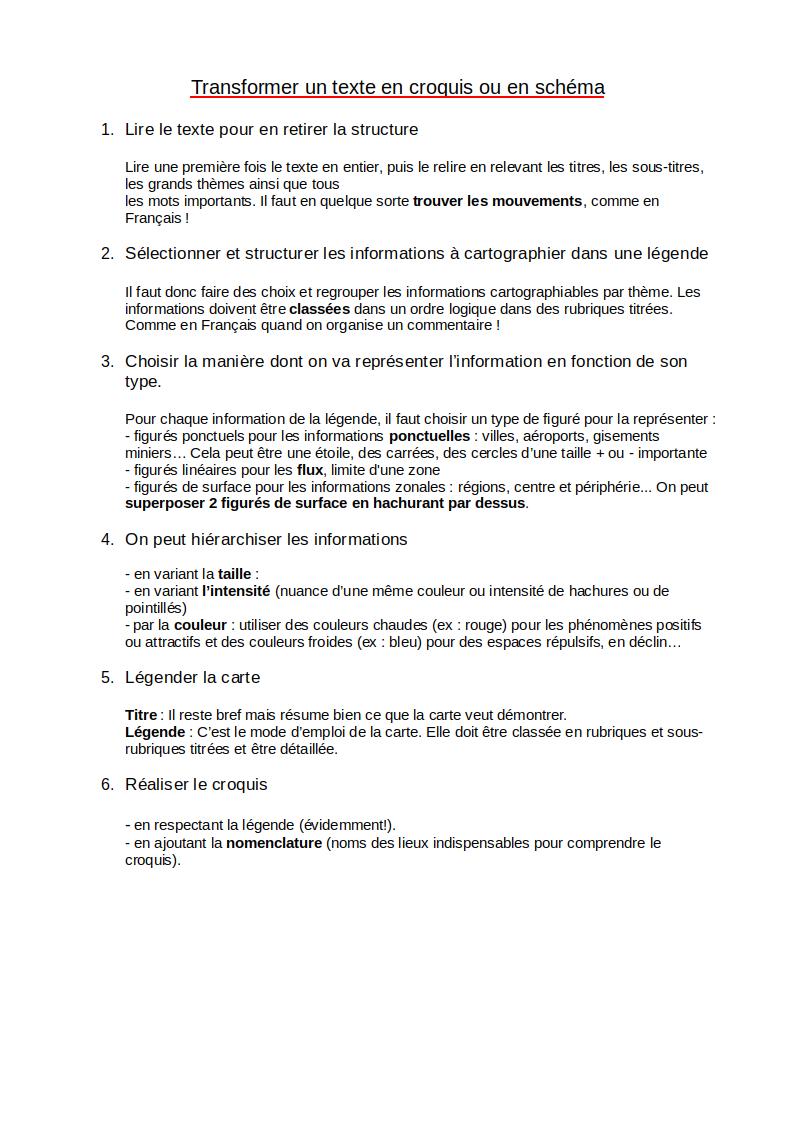 Transformer un texte en croquis ou en schéma
1. Lire le texte pour en retirer la structure
Lire une première fois le texte en entier, puis le relire en relevant les titres, les sous-titres,
les grands thèmes ainsi que tous
les mots importants. Il faut en quelque sorte trouver les mouvements, comme en
Français !
2. Sélectionner et structurer les informations à cartographier dans une légende
Il faut donc faire des choix et regrouper les informations cartographiables par thème. Les
informations doivent être classées dans un ordre logique dans des rubriques titrées.
Comme en Français quand on organise un commentaire !
3. Choisir la manière dont on va représenter l'information en fonction de son
type.
Pour chaque information de la légende, il faut choisir un type de figuré pour la représenter :
- figurés ponctuels pour les informations ponctuelles : villes, aéroports, gisements
miniers… Cela peut être une étoile, des carrées, des cercles d'une taille + ou - importante
- figurés linéaires pour les flux, limite d'une zone
- figurés de surface pour les informations zonales : régions, centre et périphérie... On peut
superposer 2 figurés de surface en hachurant par dessus.
4. On peut hiérarchiser les informations
- en variant la taille :
- en variant l'intensité (nuance d'une même couleur ou intensité de hachures ou de
pointillés)
- par la couleur : utiliser des couleurs chaudes (ex : rouge) pour les phénomènes positifs
ou attractifs et des couleurs froides (ex : bleu) pour des espaces répulsifs, en déclin…
5. Légender la carte
Titre : Il reste bref mais résume bien ce que la carte veut démontrer.
Légende : C'est le mode d'emploi de la carte. Elle doit être classée en rubriques et sous-
rubriques titrées et être détaillée.
6. Réaliser le croquis
- en respectant la légende (évidemment!).
- en ajoutant la nomenclature (noms des lieux indispensables pour comprendre le
croquis).